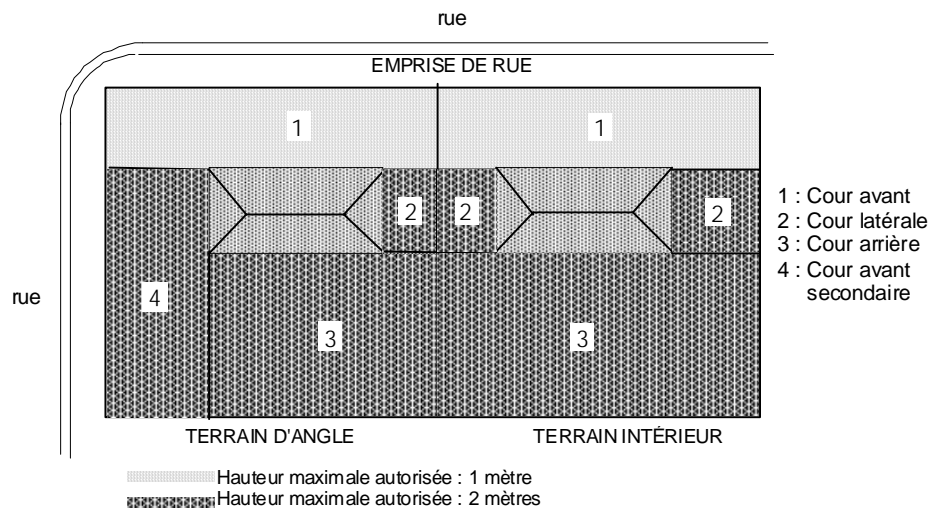 rue
EMPRISE DE RUE
1 1
2 2 2
1 : Cour avant
2 : Cour latérale
3 : Cour arrière
4 : Cour avant
secondaire
rue
4
3 3
TERRAIN D'ANGLE TERRAIN INTÉRIEUR
Hauteur maximale autorisée : 1 mètre
Hauteur maximale autorisée : 2 mètres